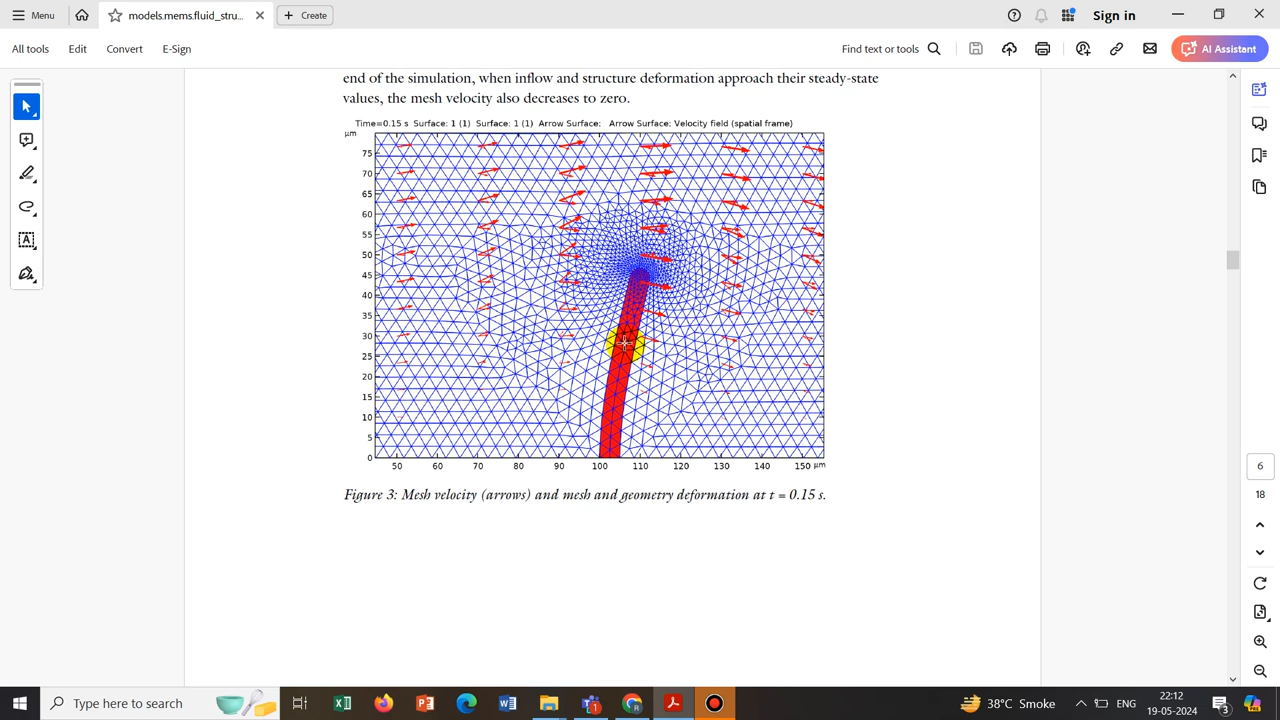 Menu
models.mems.fluid_stru...
Create
Sign in
All tools
Edit
Convert
E-Sign
Find text or tools
AI Assistant
end of the simulation, when inflow and structure deformation approach their steady-state
values, the mesh velocity also decreases to zero.
Time=0.15 s Surface: 1 (1) Surface: 1 (1) Arrow Surface: Arrow Surface: Velocity field (spatial frame)
µm
75
70
65
60
55
50
45
40
35
30
25
20
15
10
5
0
50 60 70 80 90 100 110 120 130 140 150 µm
Figure 3: Mesh velocity (arrows) and mesh and geometry deformation at t = 0.15 s.
6
18
Type here to search
38°C Smoke
ENG
22:12
19-05-2024
3